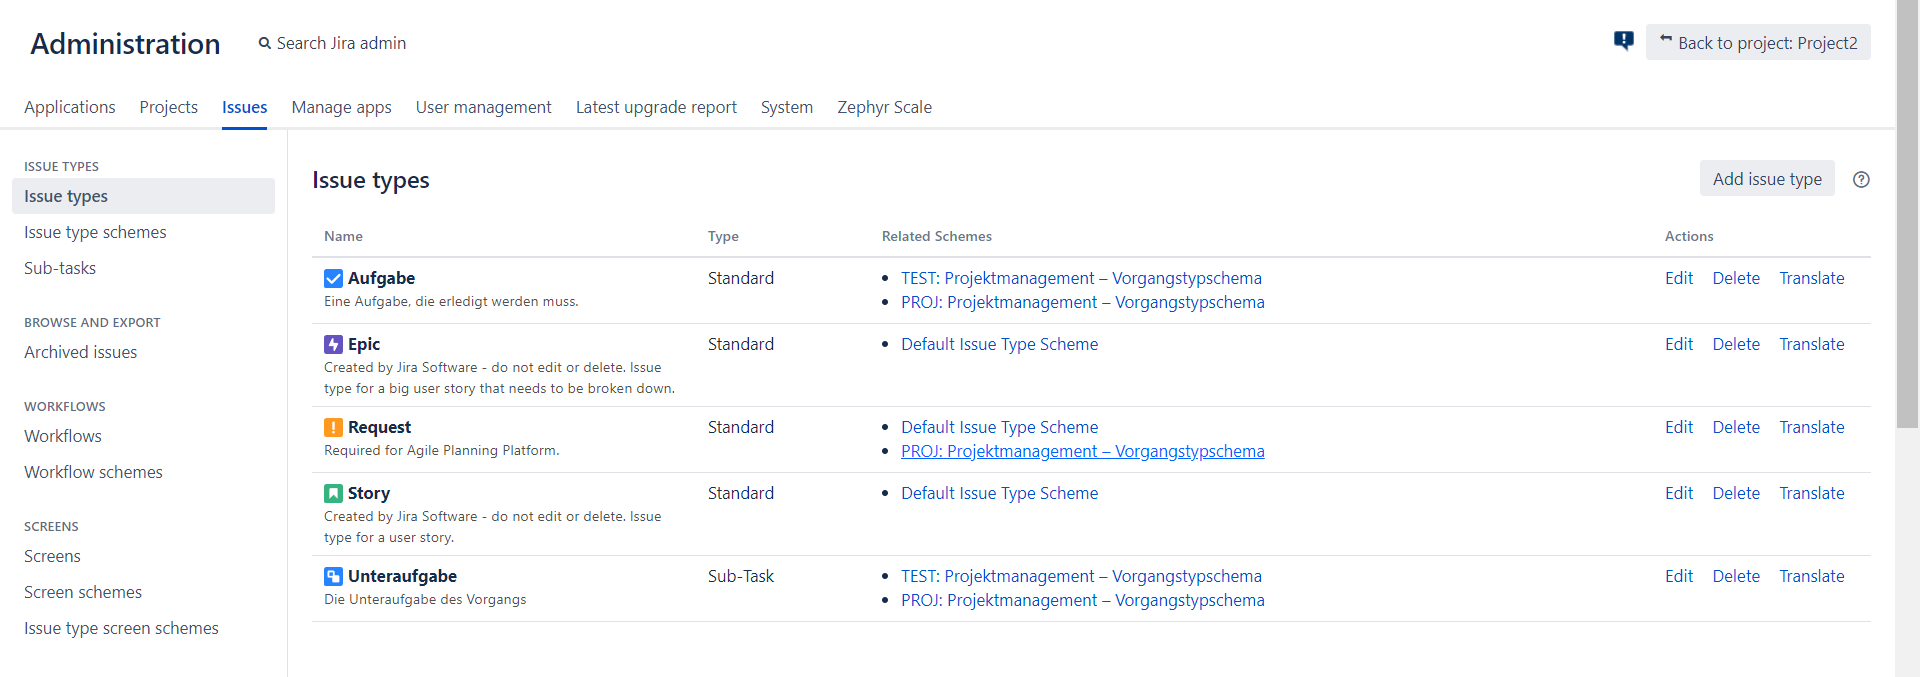 Administration
Search Jira admin
Back to project: Project2
Applications Projects Issues Manage apps User management Latest upgrade report System Zephyr Scale
ISSUE TYPES
Issue types
Issue type schemes
Sub-tasks
BROWSE AND EXPORT
Archived issues
WORKFLOWS
Workflows
Workflow schemes
SCREENS
Screens
Screen schemes
Issue type screen schemes
Issue types
Add issue type
Name Type Related Schemes Actions
Aufgabe Standard TEST: Projektmanagement – Vorgangstypschema Edit Delete Translate
Eine Aufgabe, die erledigt werden muss. PROJ: Projektmanagement – Vorgangstypschema
Epic Standard Default Issue Type Scheme Edit Delete Translate
Created by Jira Software - do not edit or delete. Issue
type for a big user story that needs to be broken down.
Request Standard Default Issue Type Scheme Edit Delete Translate
Required for Agile Planning Platform. PROJ: Projektmanagement – Vorgangstypschema
Story Standard Default Issue Type Scheme Edit Delete Translate
Created by Jira Software - do not edit or delete. Issue
type for a user story.
Unteraufgabe Sub-Task TEST: Projektmanagement – Vorgangstypschema Edit Delete Translate
Die Unteraufgabe des Vorgangs PROJ: Projektmanagement – Vorgangstypschema